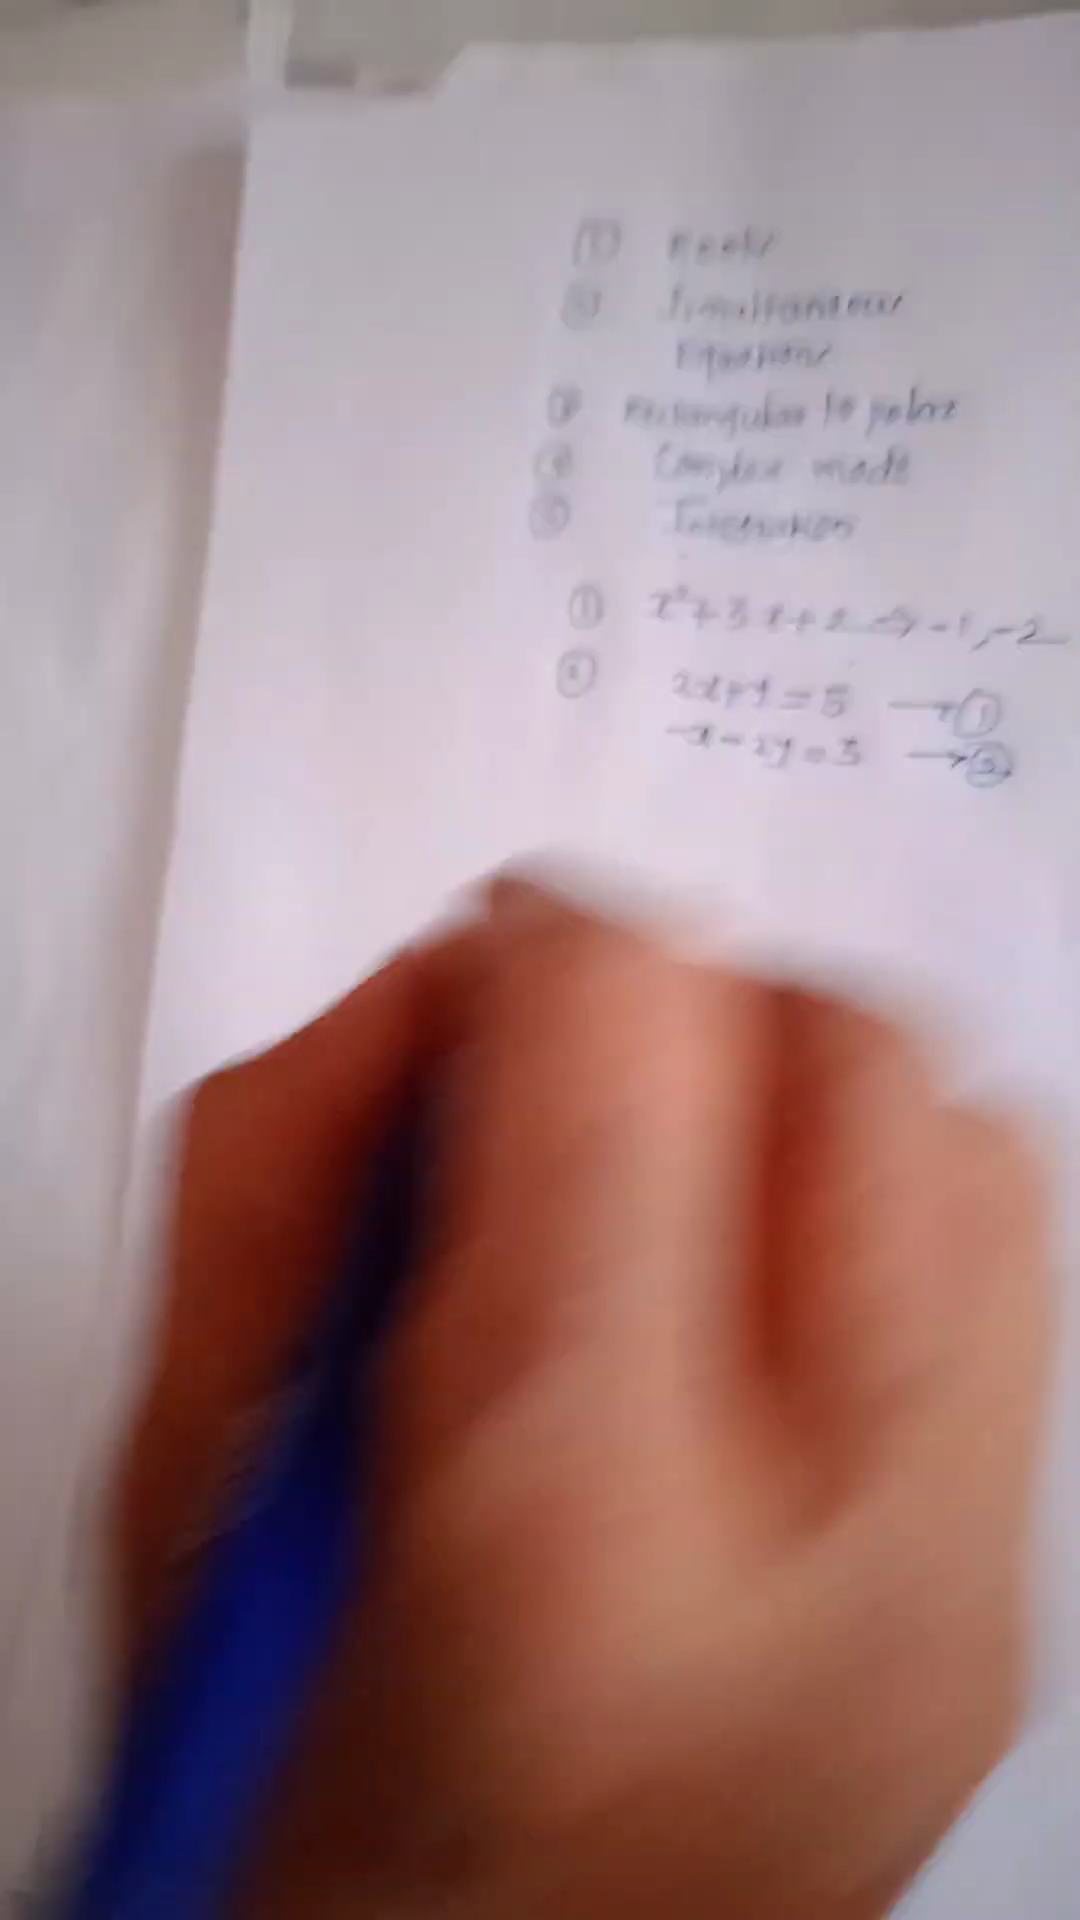 ① Roots
② Simultaneous
Equations
③ Rectangular to polar
④ Complex mode
⑤ Integration
① x²+3x+2 ⇒ -1,-2
② 2x+y=5 → ①
-x-2y=3 → ②